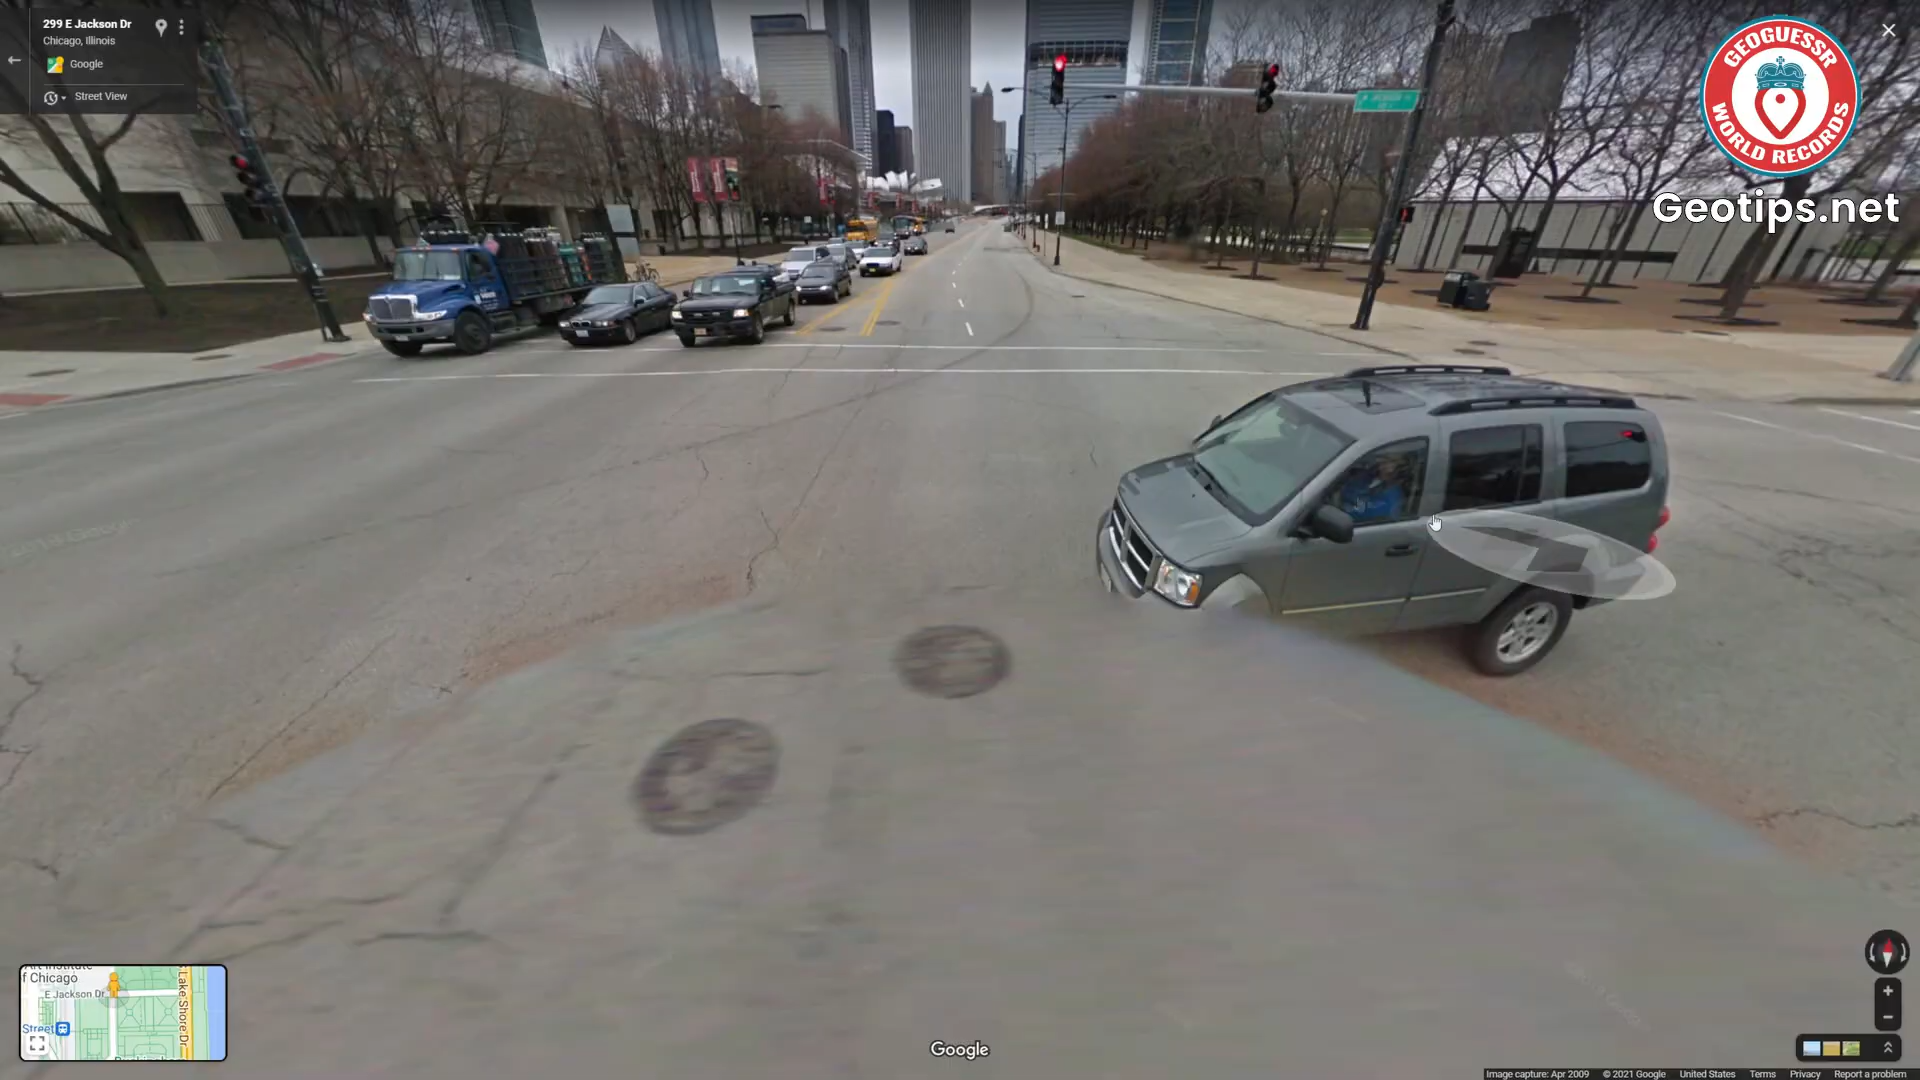 299 E Jackson Dr
Chicago, Illinois
Google
Street View
GEOGUESSR
WORLD RECORDS
Geotips.net
f Chicago
E Jackson Dr
Lake Shore Dr
Street
Google
Image capture: Apr 2009 © 2021 Google United States Terms Privacy Report a problem